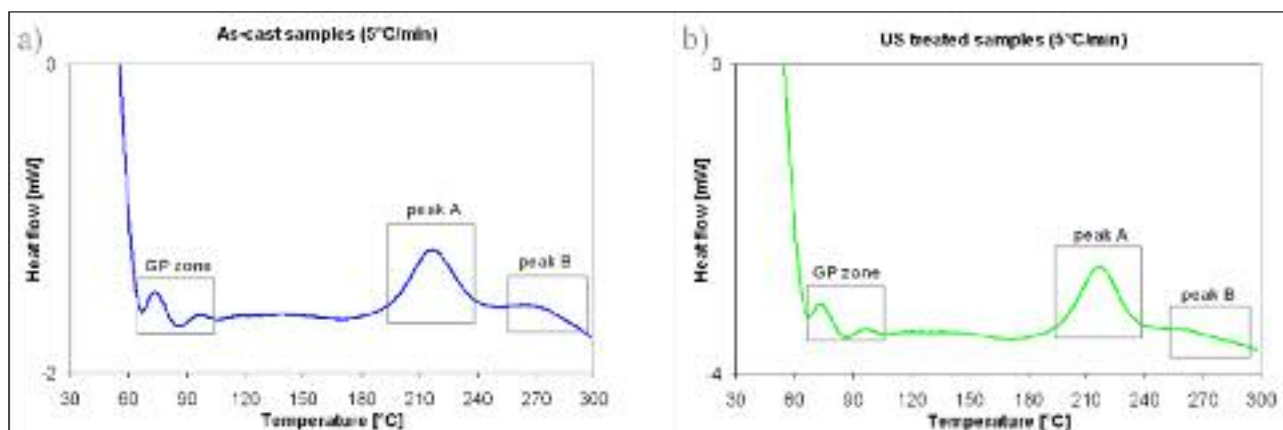 a)
As-cast samples (5°C/min)
0
Heat flow [mW]
GP zone
peak A
peak B
-2
30 60 90 120 150 180 210 240 270 300
Temperature [°C]
b)
US treated samples (5°C/min)
0
Heat flow [mW]
GP zone
peak A
peak B
-4
30 60 90 120 150 180 210 240 270 300
Temperature [°C]